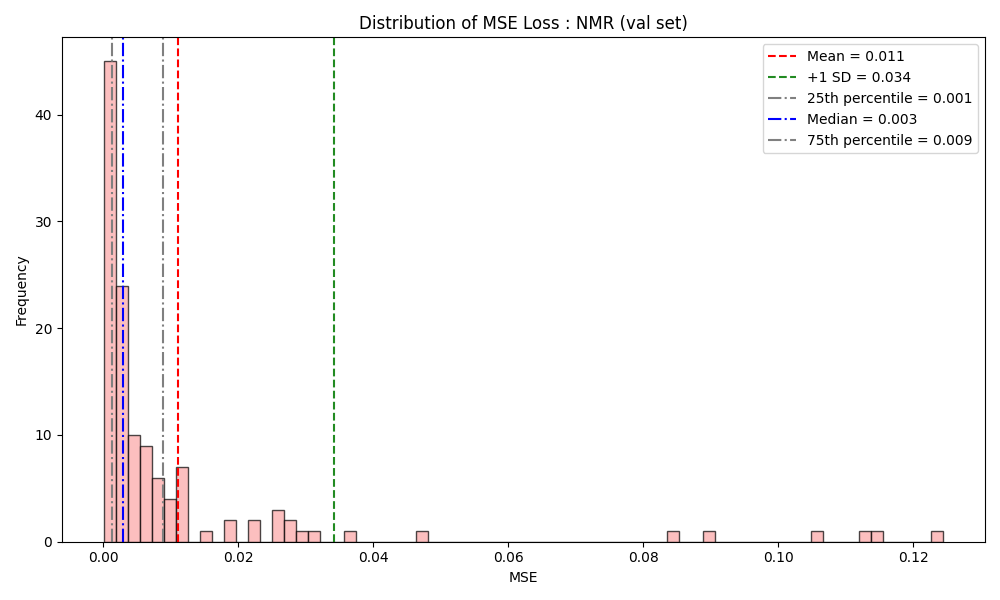 Distribution of MSE Loss : NMR (val set)
Mean = 0.011
+1 SD = 0.034
25th percentile = 0.001
Median = 0.003
75th percentile = 0.009
Frequency
40
30
20
10
0
0.00 0.02 0.04 0.06 0.08 0.10 0.12
MSE